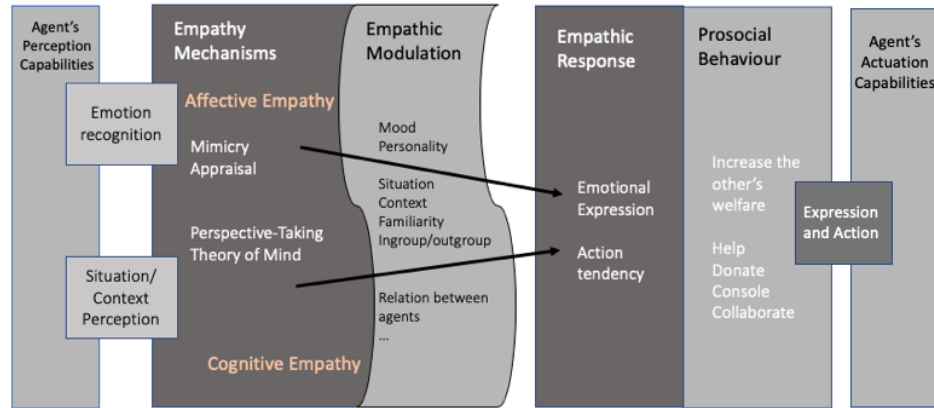 Agent's
Perception
Capabilities
Emotion
recognition
Situation/
Context
Perception
Empathy
Mechanisms
Affective Empathy
Mimicry
Appraisal
Perspective-Taking
Theory of Mind
Cognitive Empathy
Empathic
Modulation
Mood
Personality
Situation
Context
Familiarity
Ingroup/outgroup
Relation between
agents
...
Empathic
Response
Emotional
Expression
Action
tendency
Prosocial
Behaviour
Increase the
other's
welfare
Help
Donate
Console
Collaborate
Agent's
Actuation
Capabilities
Expression
and Action